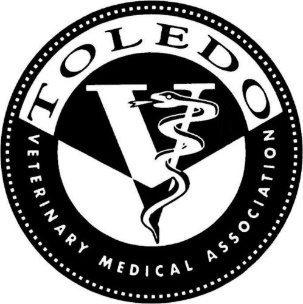 TOLEDO
V
VETERINARY MEDICAL ASSOCIATION